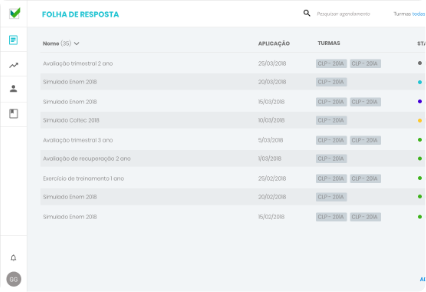 FOLHA DE RESPOSTA Pesquisar agendamento Turmas: todas
Nome (35) APLICAÇÃO TURMAS STA
Avaliação trimestral 2 ano 25/03/2018 CLP - 201A CLP - 201A
Simulado Enem 2018 20/03/2018 CLP - 201A
Simulado Enem 2018 15/03/2018 CLP - 201A CLP - 201A
Simulado Coltec 2018 10/03/2018 CLP - 201A
Avaliação trimestral 3 ano 5/03/2018 CLP - 201A CLP - 201A
Avaliação de recuperação 2 ano 1/03/2018 CLP - 201A
Exercício de treinamento 1 ano 25/02/2018 CLP - 201A CLP - 201A
Simulado Enem 2018 20/02/2018 CLP - 201A
Simulado Enem 2018 15/02/2018 CLP - 201A CLP - 201A
GG